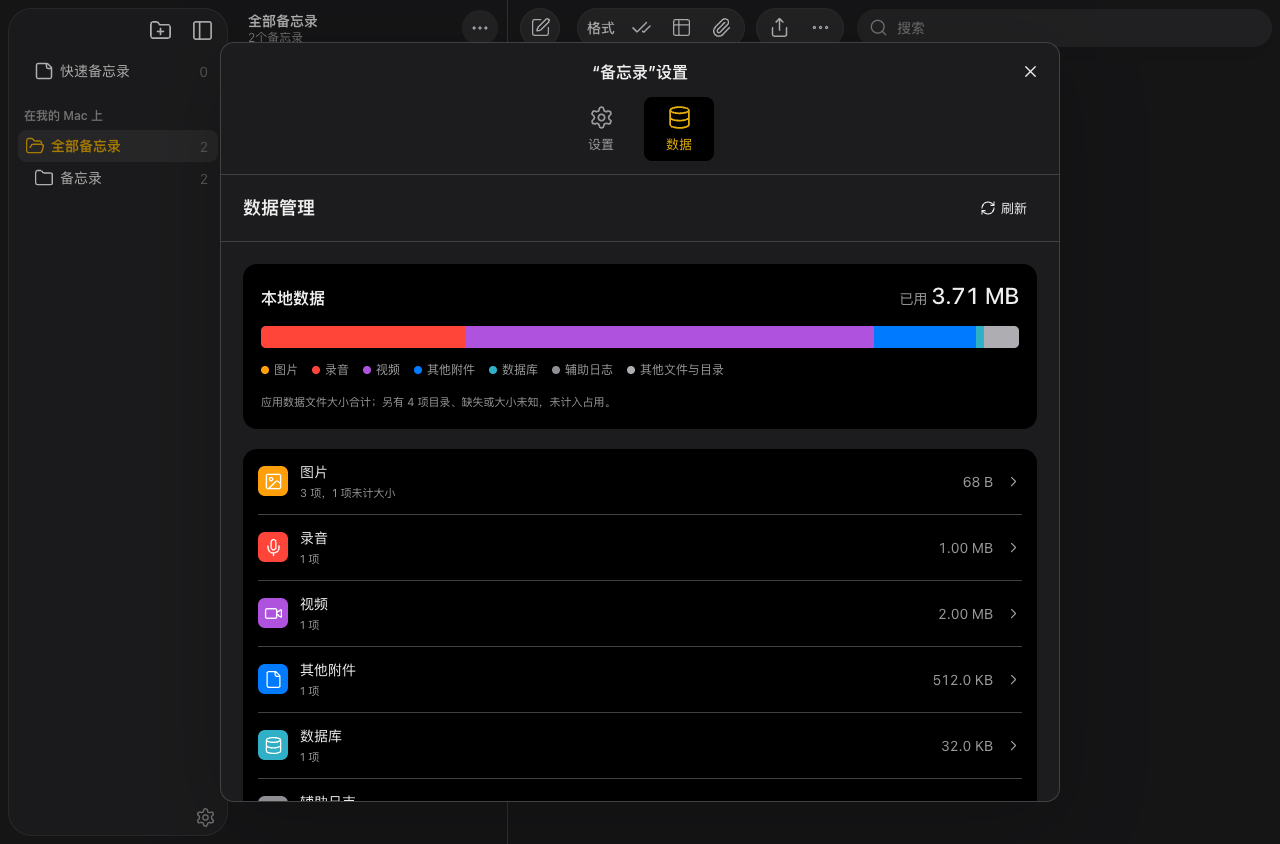 全部备忘录
2个备忘录
格式
搜索
快速备忘录 0
在我的 Mac 上
全部备忘录 2
备忘录 2
“备忘录”设置
设置
数据
数据管理
刷新
本地数据
已用 3.71 MB
图片 录音 视频 其他附件 数据库 辅助日志 其他文件与目录
应用数据文件大小合计；另有 4 项目录、缺失或大小未知，未计入占用。
图片
3 项，1 项未计大小
68 B
录音
1 项
1.00 MB
视频
1 项
2.00 MB
其他附件
1 项
512.0 KB
数据库
1 项
32.0 KB
辅助日志